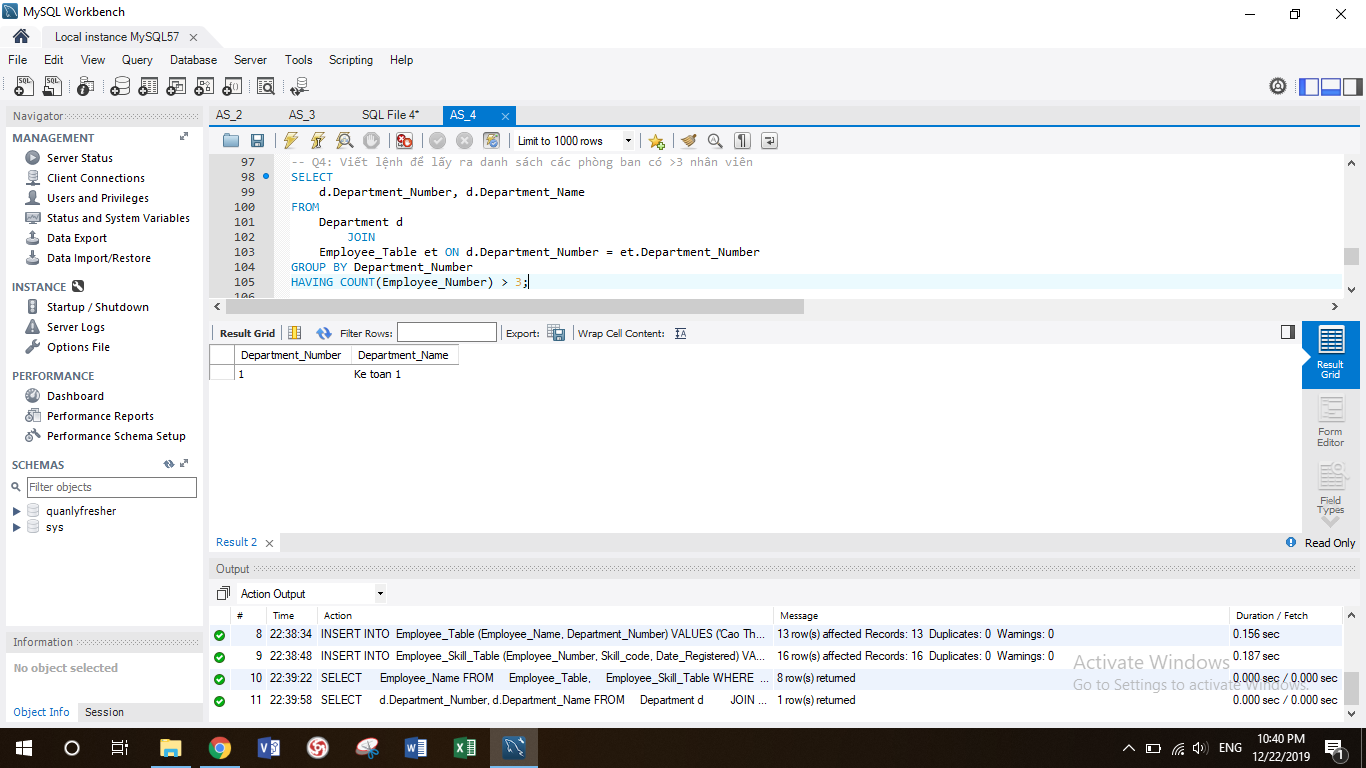 MySQL Workbench
Local instance MySQL57
File Edit View Query Database Server Tools Scripting Help
Navigator
MANAGEMENT
Server Status
Client Connections
Users and Privileges
Status and System Variables
Data Export
Data Import/Restore
INSTANCE
Startup / Shutdown
Server Logs
Options File
PERFORMANCE
Dashboard
Performance Reports
Performance Schema Setup
SCHEMAS
Filter objects
quanlyfresher
sys
Information
No object selected
Object Info Session
AS_2 AS_3 SQL File 4* AS_4
Limit to 1000 rows
97 -- Q4: Viết lệnh để lấy ra danh sách các phòng ban có >3 nhân viên
98 SELECT
99 d.Department_Number, d.Department_Name
100 FROM
101 Department d
102 JOIN
103 Employee_Table et ON d.Department_Number = et.Department_Number
104 GROUP BY Department_Number
105 HAVING COUNT(Employee_Number) > 3;
106
Result Grid Filter Rows: Export: Wrap Cell Content:
Department_Number Department_Name
1 Ke toan 1
Result Grid
Form Editor
Field Types
Result 2
Read Only
Output
Action Output
# Time Action Message Duration / Fetch
8 22:38:34 INSERT INTO Employee_Table (Employee_Name, Department_Number) VALUES ('Cao Th... 13 row(s) affected Records: 13 Duplicates: 0 Warnings: 0 0.156 sec
9 22:38:48 INSERT INTO Employee_Skill_Table (Employee_Number, Skill_code, Date_Registered) VA... 16 row(s) affected Records: 16 Duplicates: 0 Warnings: 0 0.187 sec
10 22:39:22 SELECT Employee_Name FROM Employee_Table, Employee_Skill_Table WHERE ... 8 row(s) returned 0.000 sec / 0.000 sec
11 22:39:58 SELECT d.Department_Number, d.Department_Name FROM Department d JOIN ... 1 row(s) returned 0.000 sec / 0.000 sec
Activate Windows
Go to Settings to activate Windows.
ENG
10:40 PM
12/22/2019
1